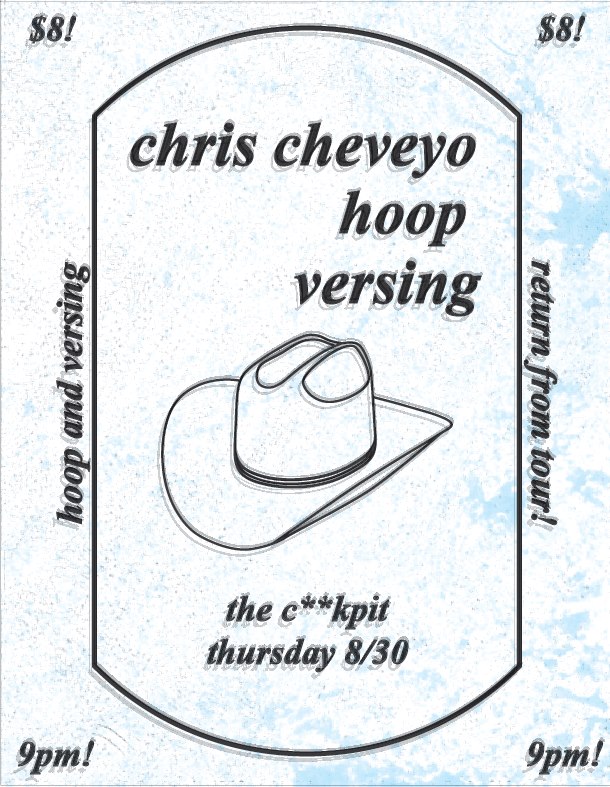 $8!
$8!
chris cheveyo
hoop
versing
hoop and versing
return from tour!
the c**kpit
thursday 8/30
9pm!
9pm!